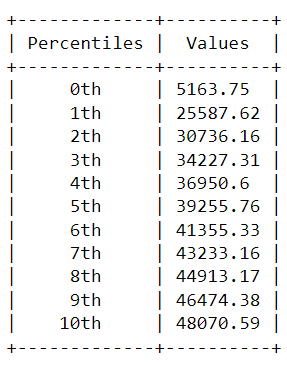 +-------------+----------+
| Percentiles |  Values  |
+-------------+----------+
|     0th     | 5163.75  |
|     1th     | 25587.62 |
|     2th     | 30736.16 |
|     3th     | 34227.31 |
|     4th     | 36950.6  |
|     5th     | 39255.76 |
|     6th     | 41355.33 |
|     7th     | 43233.16 |
|     8th     | 44913.17 |
|     9th     | 46474.38 |
|    10th     | 48070.59 |
+-------------+----------+